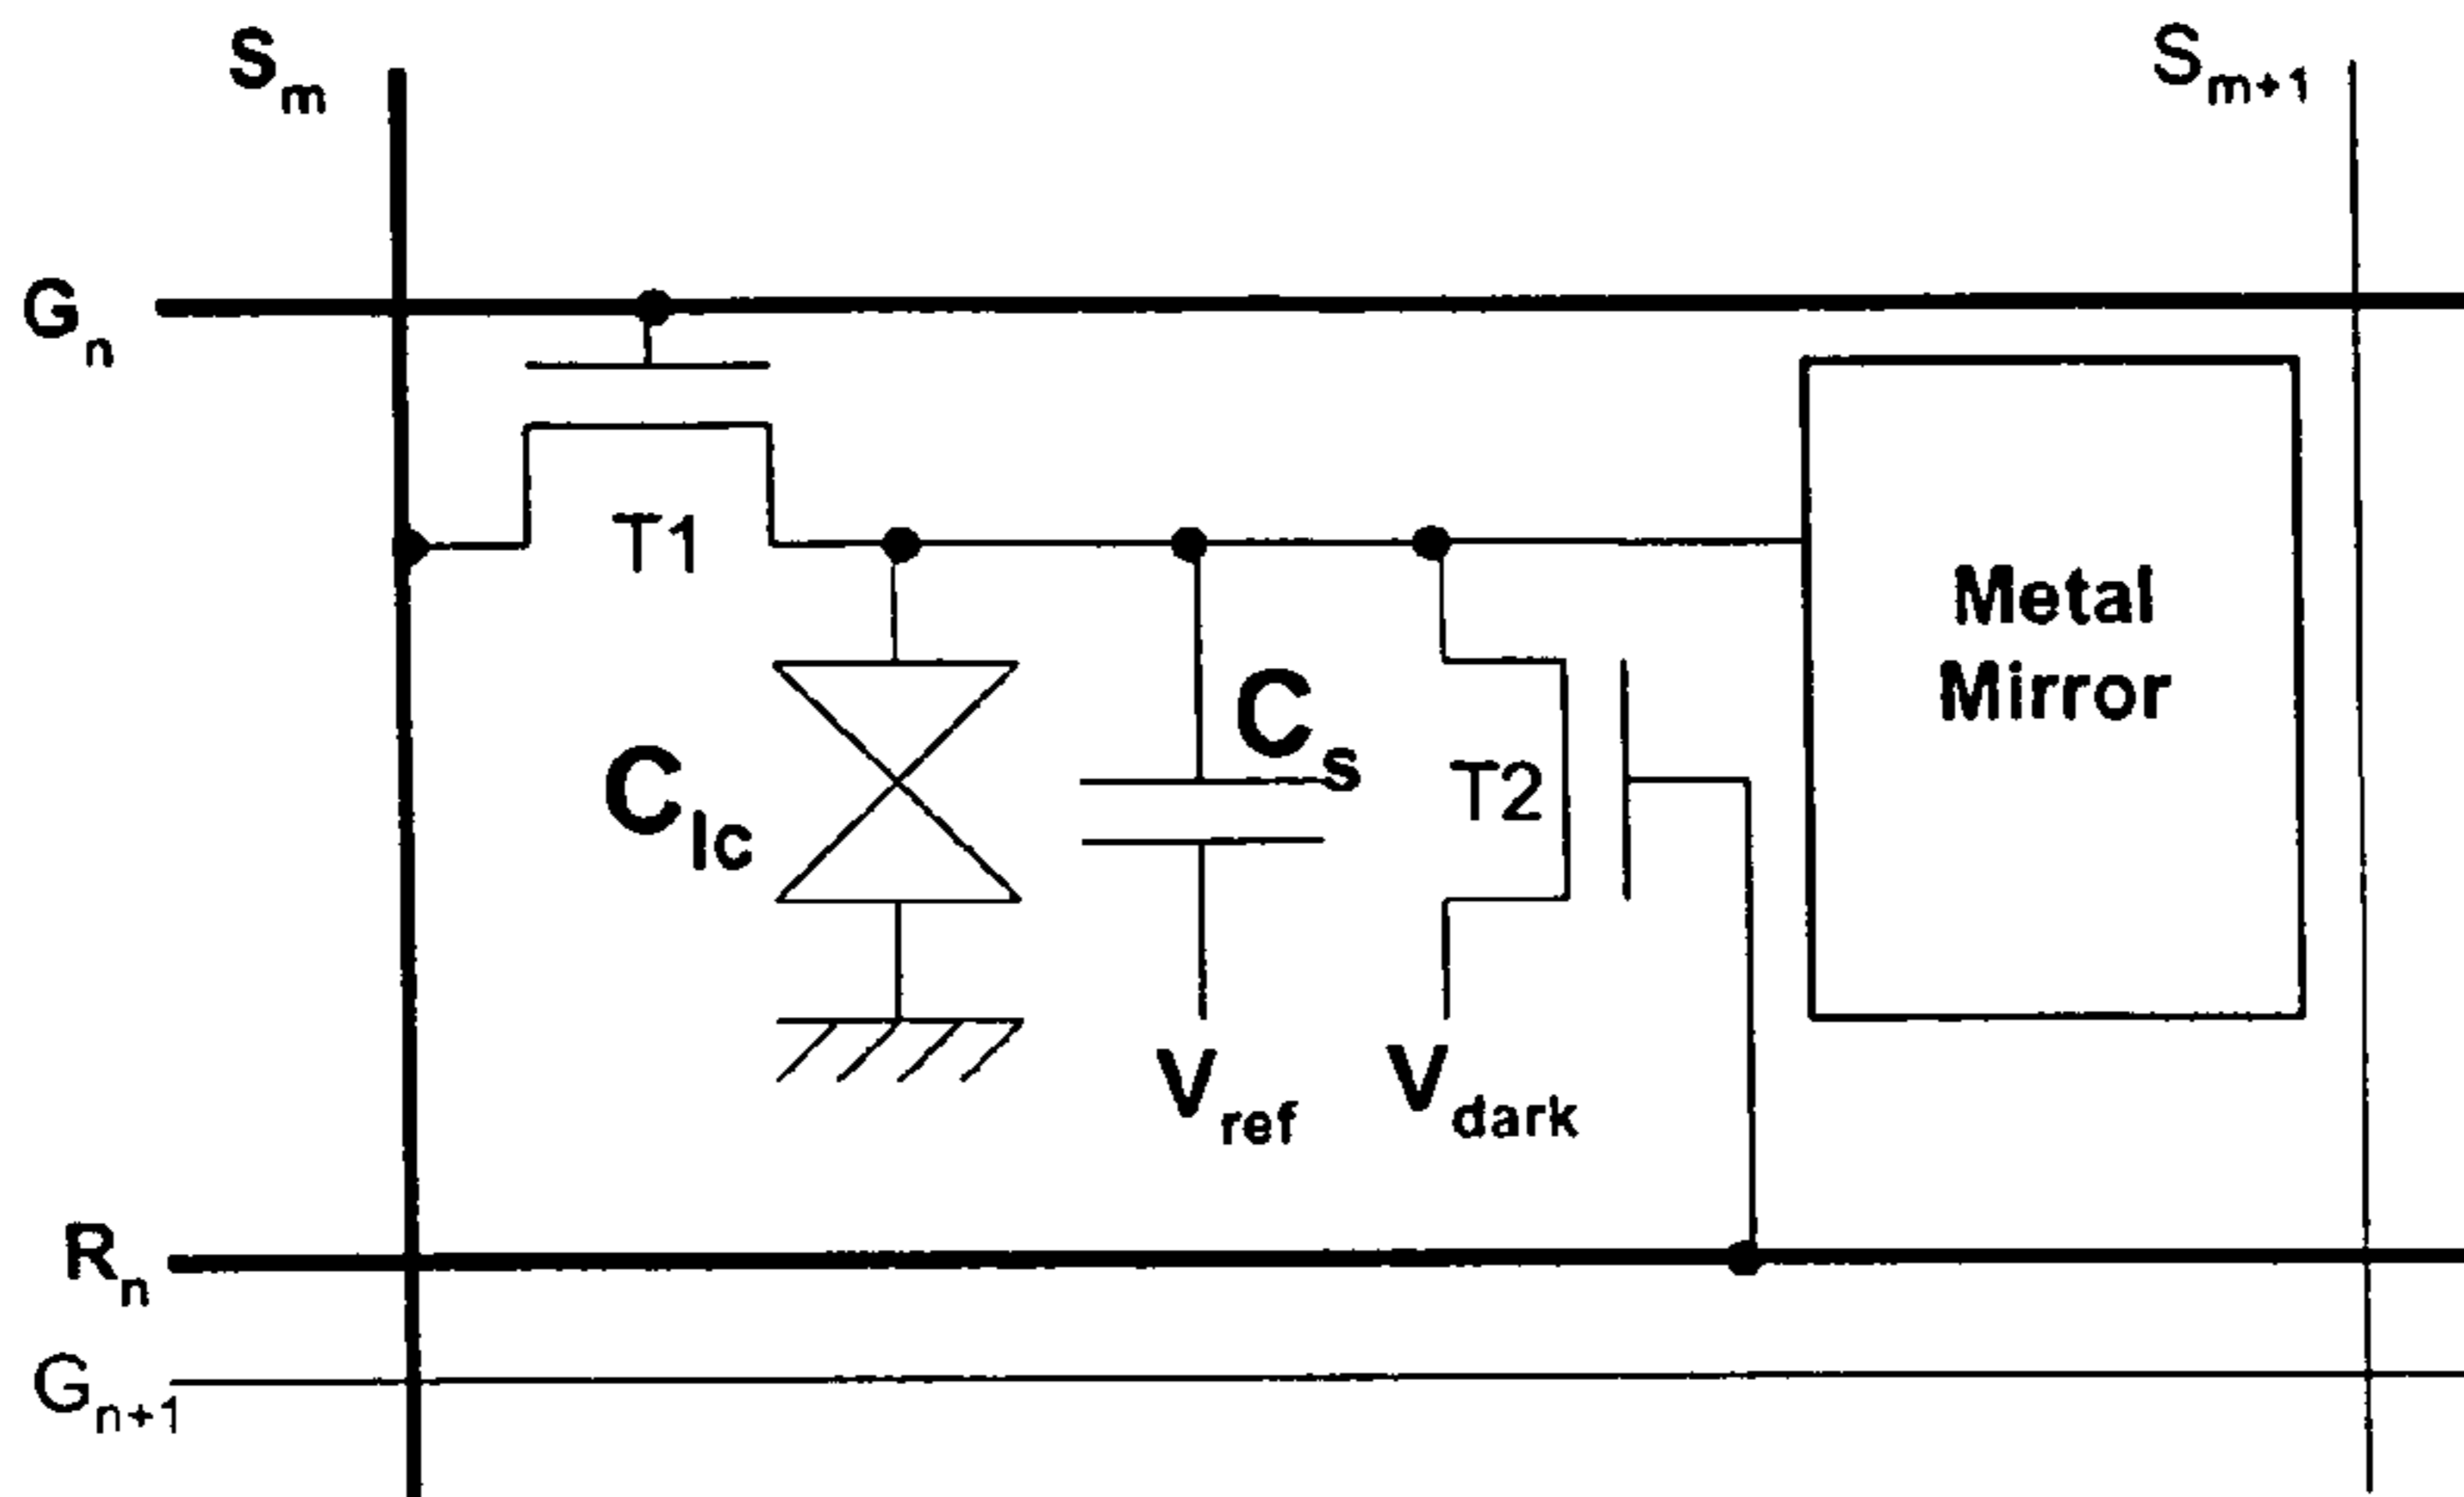 Sm
Sm+1
Gn
T1
Metal
Mirror
Cs
T2
Clc
Vref
Vdark
Rn
Gn+1